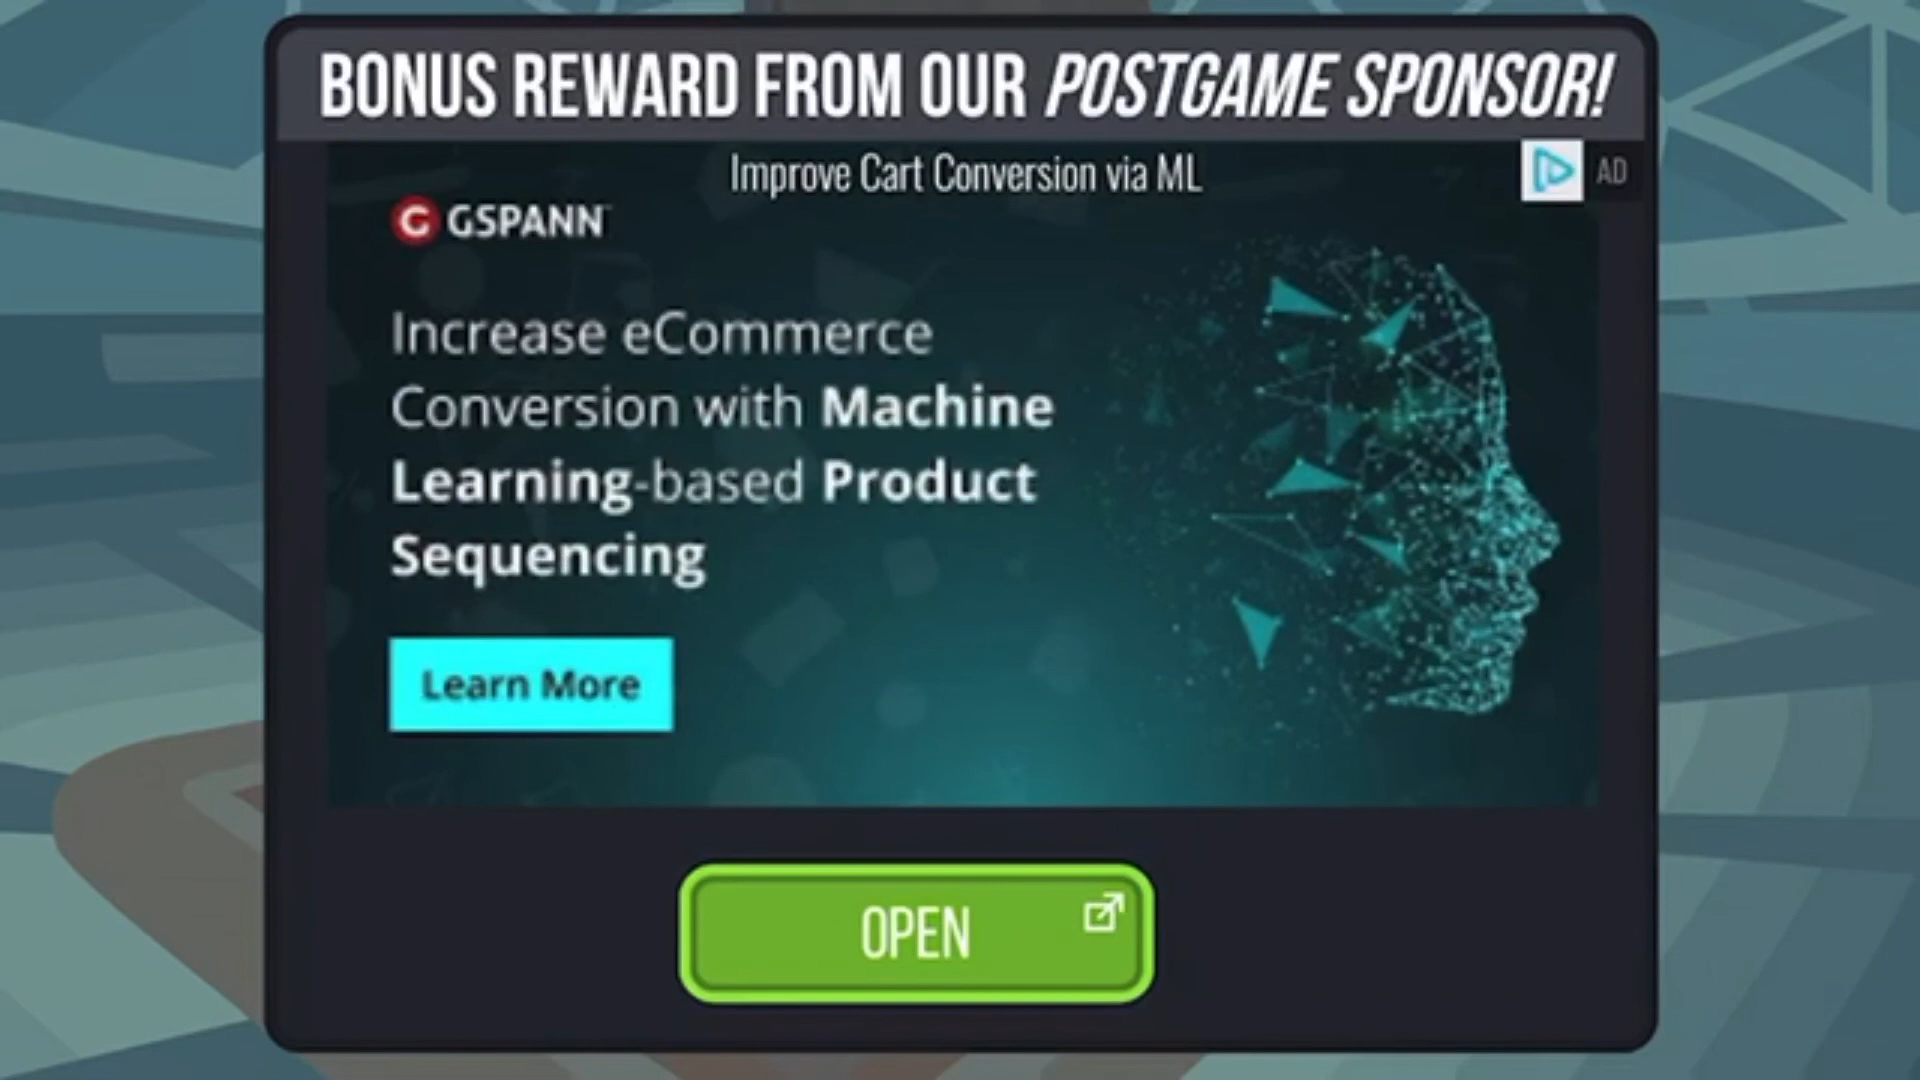 BONUS REWARD FROM OUR POSTGAME SPONSOR!
Improve Cart Conversion via ML
AD
G GSPANN
Increase eCommerce
Conversion with Machine
Learning-based Product
Sequencing
Learn More
OPEN